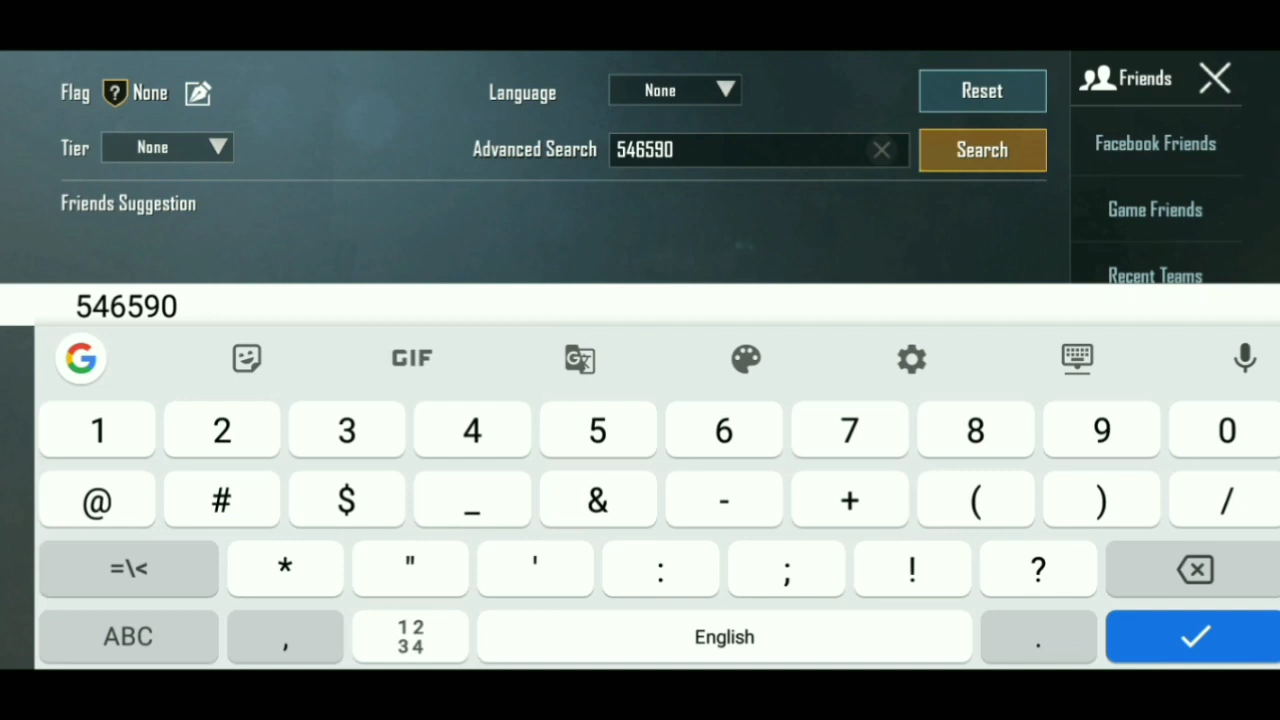 Flag ? None
Language None
Reset
Friends
Tier None
Advanced Search 546590
Search
Facebook Friends
Friends Suggestion
Game Friends
Recent Teams
546590
G GIF G
1 2 3 4 5 6 7 8 9 0
@ # $ _ & - + ( ) /
=\< * " ' : ; ! ?
ABC , 12 English .
34